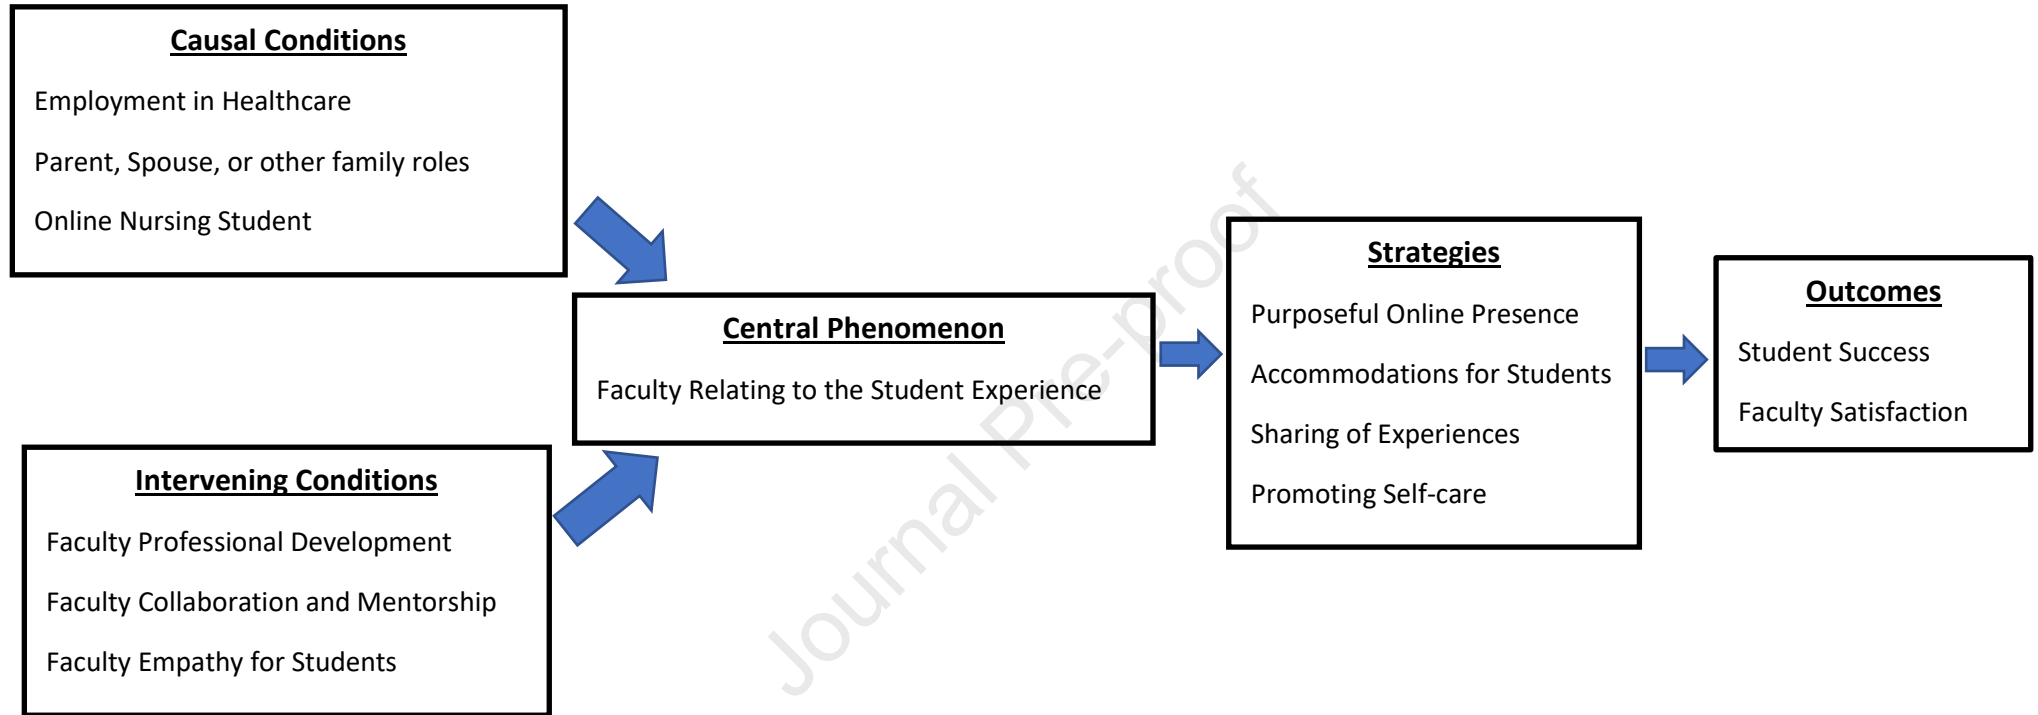 Causal Conditions
Employment in Healthcare
Parent, Spouse, or other family roles
Online Nursing Student
Intervening Conditions
Faculty Professional Development
Faculty Collaboration and Mentorship
Faculty Empathy for Students
Central Phenomenon
Faculty Relating to the Student Experience
Strategies
Purposeful Online Presence
Accommodations for Students
Sharing of Experiences
Promoting Self-care
Outcomes
Student Success
Faculty Satisfaction
Journal Pre-proof